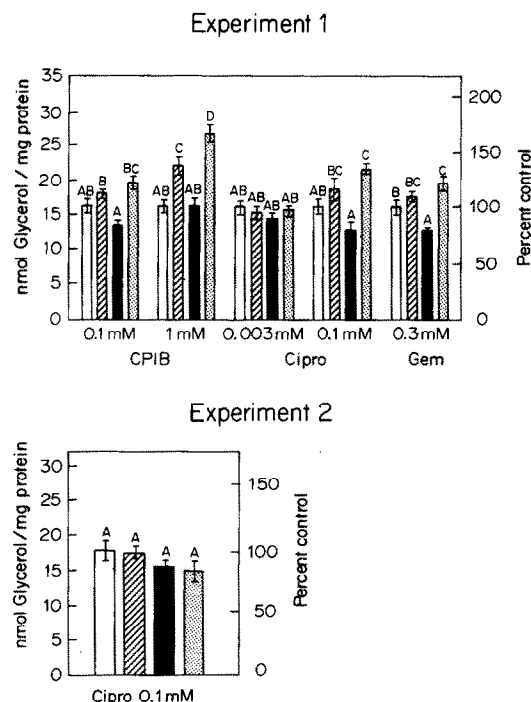 Experiment 1
nmol Glycerol / mg protein
35
30
25
20
15
10
5
0
AB B A BC
AB C AB D
AB AB AB AB
AB BC A C
B BC A C
200
150
100
50
0
Percent control
0.1 mM 1 mM 0.003 mM 0.1 mM 0.3 mM
CPIB Cipro Gem
Experiment 2
nmol Glycerol/mg protein
30
25
20
15
10
5
0
A A A A
150
100
50
0
Percent control
Cipro 0.1 mM